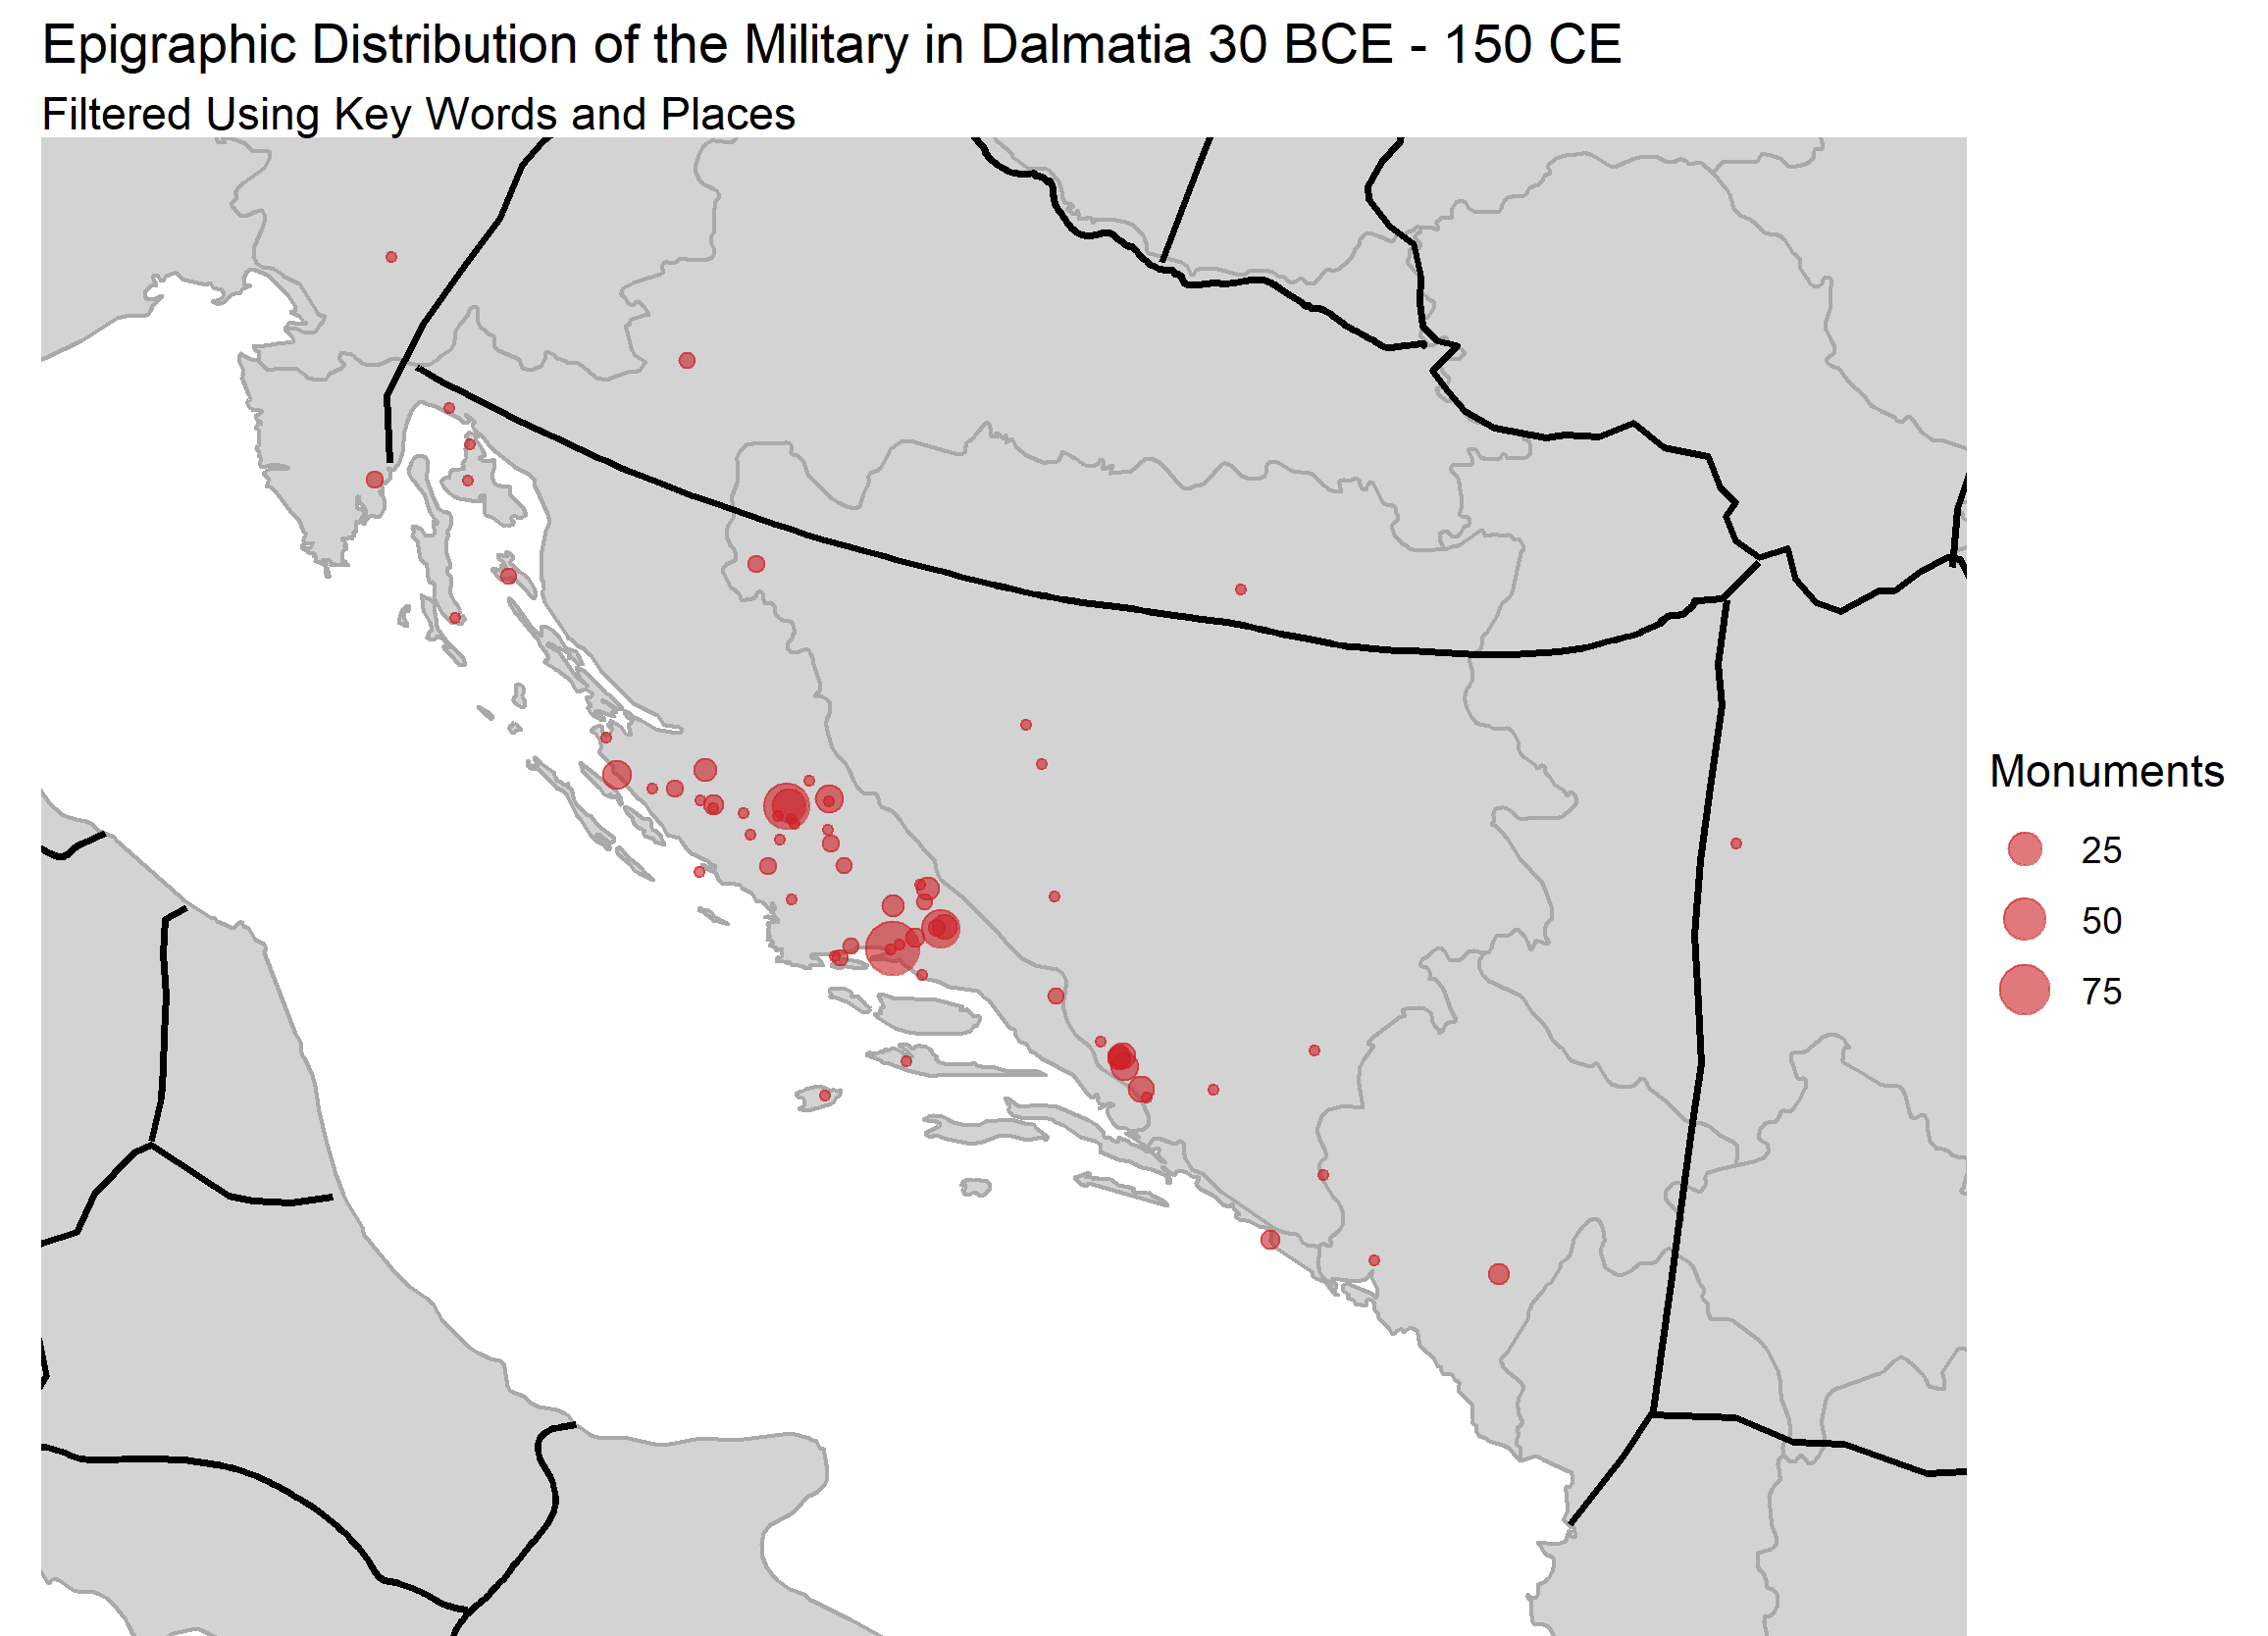 Epigraphic Distribution of the Military in Dalmatia 30 BCE - 150 CE
Filtered Using Key Words and Places
Monuments
25
50
75